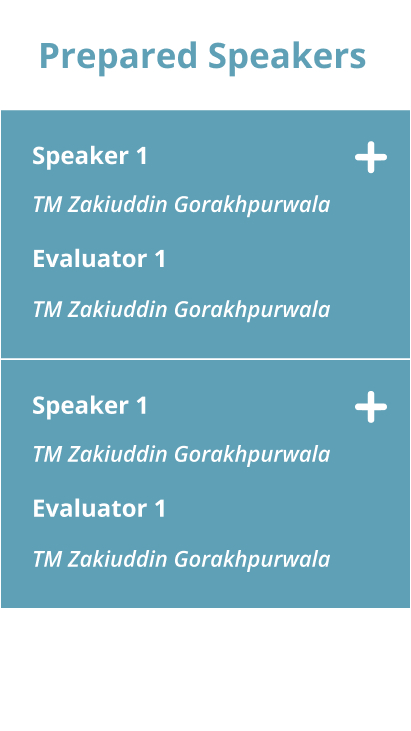 Prepared Speakers
Speaker 1
TM Zakiuddin Gorakhpurwala
Evaluator 1
TM Zakiuddin Gorakhpurwala
Speaker 1
TM Zakiuddin Gorakhpurwala
Evaluator 1
TM Zakiuddin Gorakhpurwala